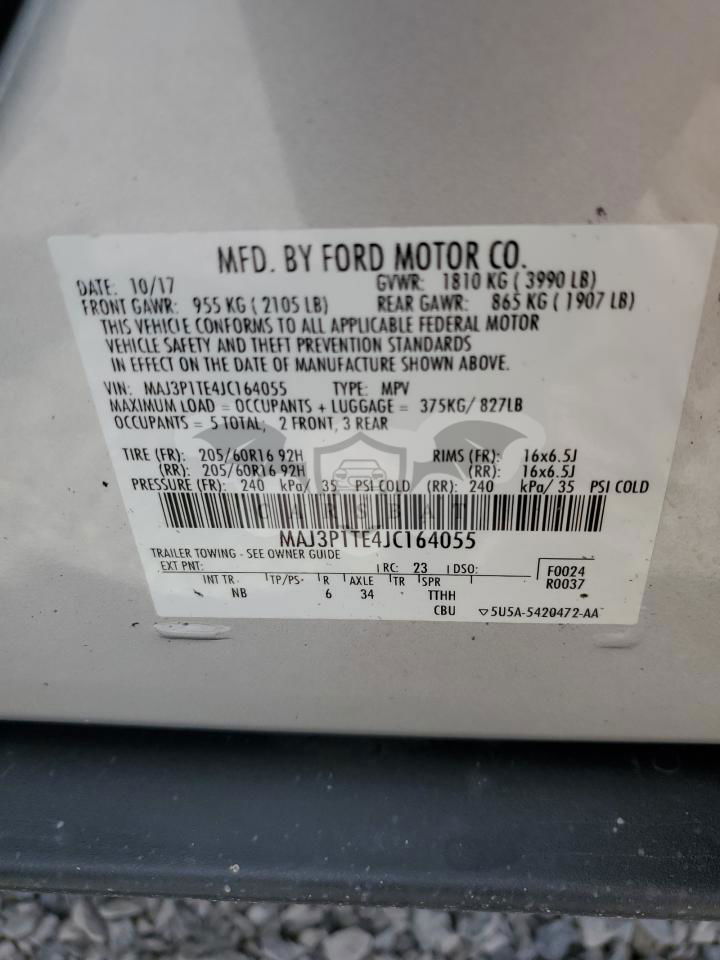 MFD. BY FORD MOTOR CO.
DATE: 10/17 GVWR: 1810 KG ( 3990 LB)
FRONT GAWR: 955 KG ( 2105 LB) REAR GAWR: 865 KG ( 1907 LB)
THIS VEHICLE CONFORMS TO ALL APPLICABLE FEDERAL MOTOR
VEHICLE SAFETY AND THEFT PREVENTION STANDARDS
IN EFFECT ON THE DATE OF MANUFACTURE SHOWN ABOVE.
VIN: MAJ3P1TE4JC164055 TYPE: MPV
MAXIMUM LOAD = OCCUPANTS + LUGGAGE = 375KG/ 827LB
OCCUPANTS = 5 TOTAL; 2 FRONT, 3 REAR
TIRE (FR): 205/60R16 92H RIMS (FR): 16x6.5J
(RR): 205/60R16 92H (RR): 16x6.5J
PRESSURE (FR): 240 kPa/ 35 PSI COLD (RR): 240 kPa/ 35 PSI COLD
MAJ3P1TE4JC164055
TRAILER TOWING - SEE OWNER GUIDE
EXT PNT: RC: 23 DSO: F0024
INT TR TP/PS R AXLE TR SPR R0037
NB 6 34 TTHH
CBU ▽5U5A-5420472-AA